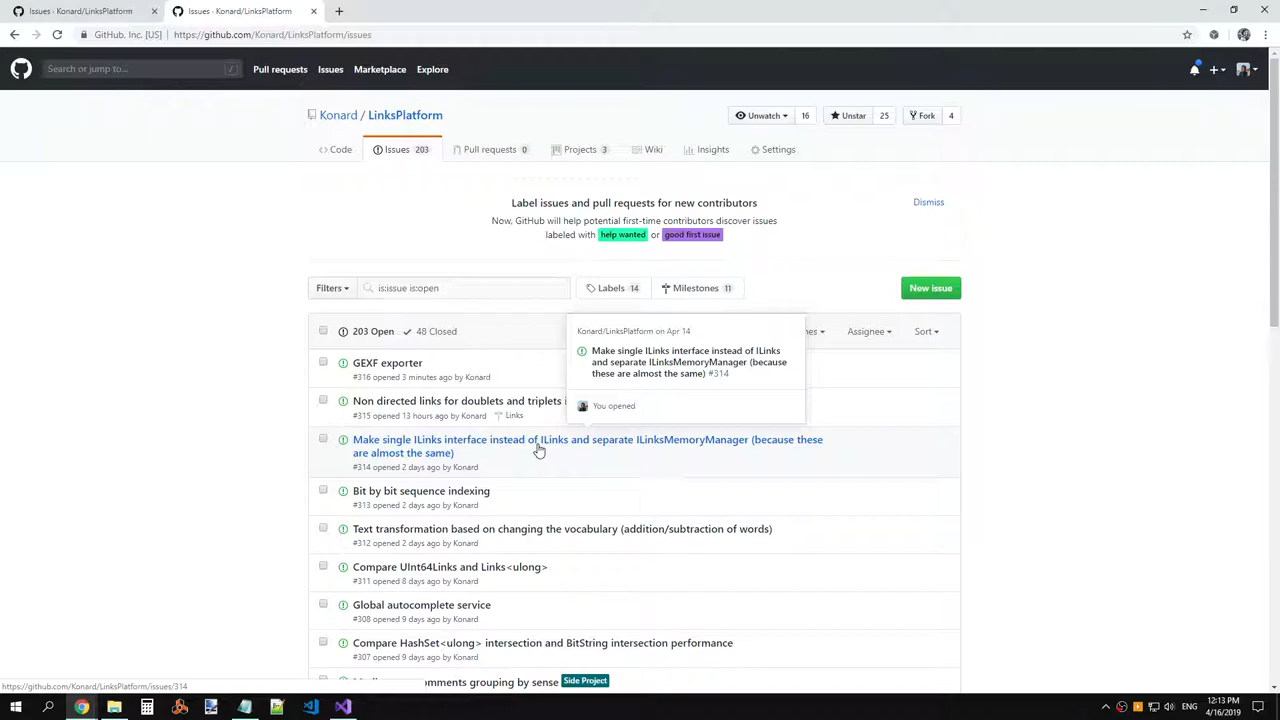 Issues · Konard/LinksPlatform
Issues · Konard/LinksPlatform
GitHub, Inc. [US]
https://github.com/Konard/LinksPlatform/issues
Search or jump to...
/
Pull requests
Issues
Marketplace
Explore
Konard / LinksPlatform
Unwatch
16
Unstar
25
Fork
4
Code
Issues 203
Pull requests 0
Projects 3
Wiki
Insights
Settings
Label issues and pull requests for new contributors
Dismiss
Now, GitHub will help potential first-time contributors discover issues
labeled with help wanted or good first issue
Filters
is:issue is:open
Labels 14
Milestones 11
New issue
203 Open
48 Closed
Assignee
Sort
Konard/LinksPlatform on Apr 14
Make single ILinks interface instead of ILinks
and separate ILinksMemoryManager (because
these are almost the same) #314
You opened
GEXF exporter
#316 opened 3 minutes ago by Konard
Non directed links for doublets and triplets
#315 opened 13 hours ago by Konard
Links
Make single ILinks interface instead of ILinks and separate ILinksMemoryManager (because these
are almost the same)
#314 opened 2 days ago by Konard
Bit by bit sequence indexing
#313 opened 2 days ago by Konard
Text transformation based on changing the vocabulary (addition/subtraction of words)
#312 opened 2 days ago by Konard
Compare UInt64Links and Links<ulong>
#311 opened 8 days ago by Konard
Global autocomplete service
#308 opened 9 days ago by Konard
Compare HashSet<ulong> intersection and BitString intersection performance
#307 opened 9 days ago by Konard
grouping by sense
Side Project
https://github.com/Konard/LinksPlatform/issues/314
ENG
12:13 PM
4/16/2019